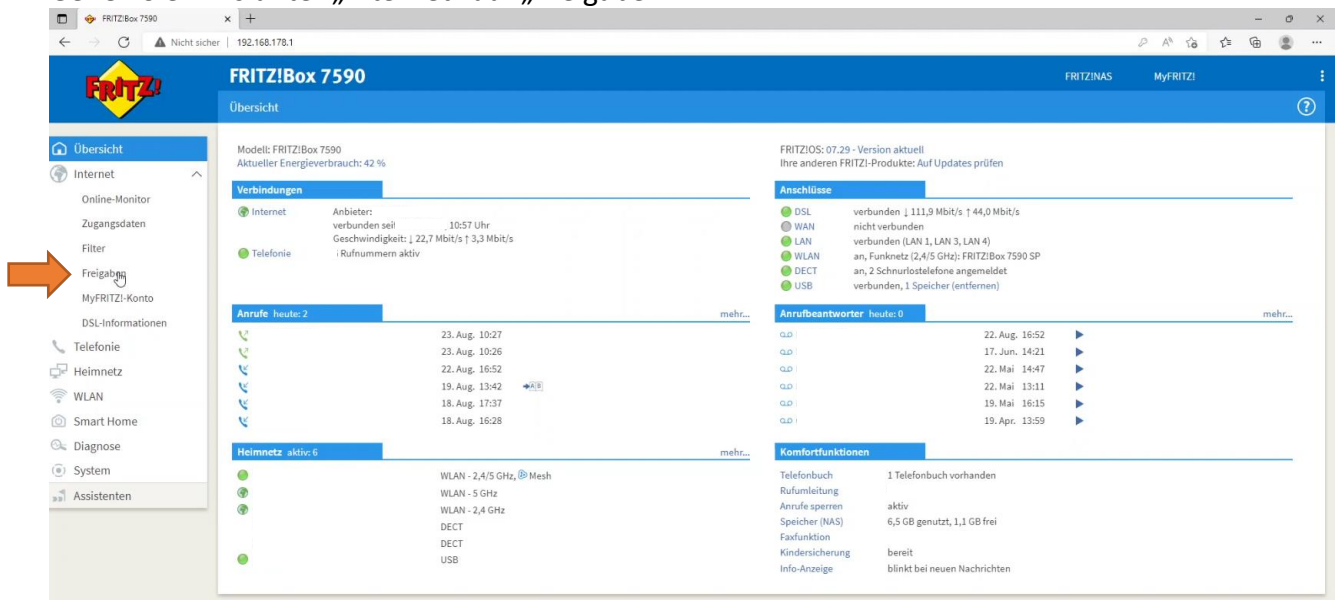 FRITZ!Box 7590
Nicht sicher | 192.168.178.1
FRITZ!
FRITZ!Box 7590
FRITZ!NAS MyFRITZ!
Übersicht
Übersicht
Internet
Online-Monitor
Zugangsdaten
Filter
Freigaben
MyFRITZ!-Konto
DSL-Informationen
Telefonie
Heimnetz
WLAN
Smart Home
Diagnose
System
Assistenten
Modell: FRITZ!Box 7590
Aktueller Energieverbrauch: 42 %
FRITZ!OS: 07.29 - Version aktuell
Ihre anderen FRITZ!-Produkte: Auf Updates prüfen
Verbindungen
Internet Anbieter:
verbunden seit 10:57 Uhr
Geschwindigkeit: ↓ 22,7 Mbit/s ↑ 3,3 Mbit/s
Telefonie Rufnummern aktiv
Anschlüsse
DSL verbunden ↓ 111,9 Mbit/s ↑ 44,0 Mbit/s
WAN nicht verbunden
LAN verbunden (LAN 1, LAN 3, LAN 4)
WLAN an, Funknetz (2,4/5 GHz): FRITZ!Box 7590 SP
DECT an, 2 Schnurlostelefone angemeldet
USB verbunden, 1 Speicher (entfernen)
Anrufe heute: 2 mehr...
23. Aug. 10:27
23. Aug. 10:26
22. Aug. 16:52
19. Aug. 13:42
18. Aug. 17:37
18. Aug. 16:28
Anrufbeantworter heute: 0 mehr...
22. Aug. 16:52
17. Jun. 14:21
22. Mai 14:47
22. Mai 13:11
19. Mai 16:15
19. Apr. 13:59
Heimnetz aktiv: 6 mehr...
WLAN - 2,4/5 GHz, Mesh
WLAN - 5 GHz
WLAN - 2,4 GHz
DECT
DECT
USB
Komfortfunktionen
Telefonbuch 1 Telefonbuch vorhanden
Rufumleitung
Anrufe sperren aktiv
Speicher (NAS) 6,5 GB genutzt, 1,1 GB frei
Faxfunktion
Kindersicherung bereit
Info-Anzeige blinkt bei neuen Nachrichten